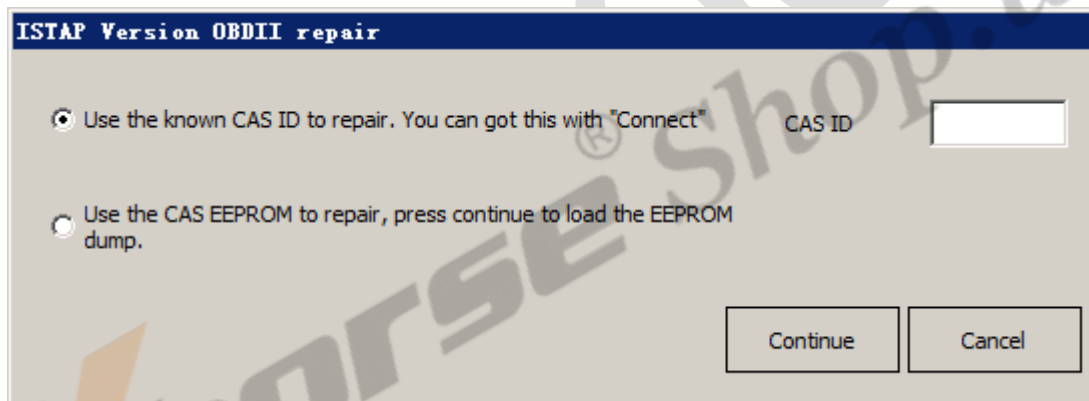 ISTAP Version OBDII repair
Use the known CAS ID to repair. You can got this with "Connect"
CAS ID
Use the CAS EEPROM to repair, press continue to load the EEPROM
dump.
Continue
Cancel
® Shop.